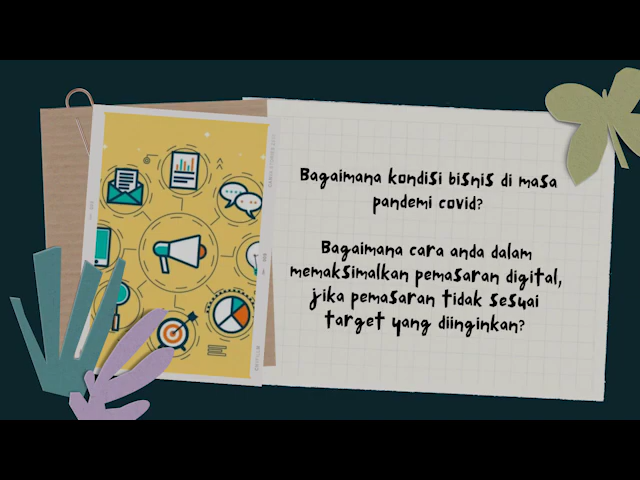 Bagaimana kondisi bisnis di masa
pandemi covid?
Bagaimana cara anda dalam
memaksimalkan pemasaran digital,
jika pemasaran tidak sesuai
target yang diinginkan?